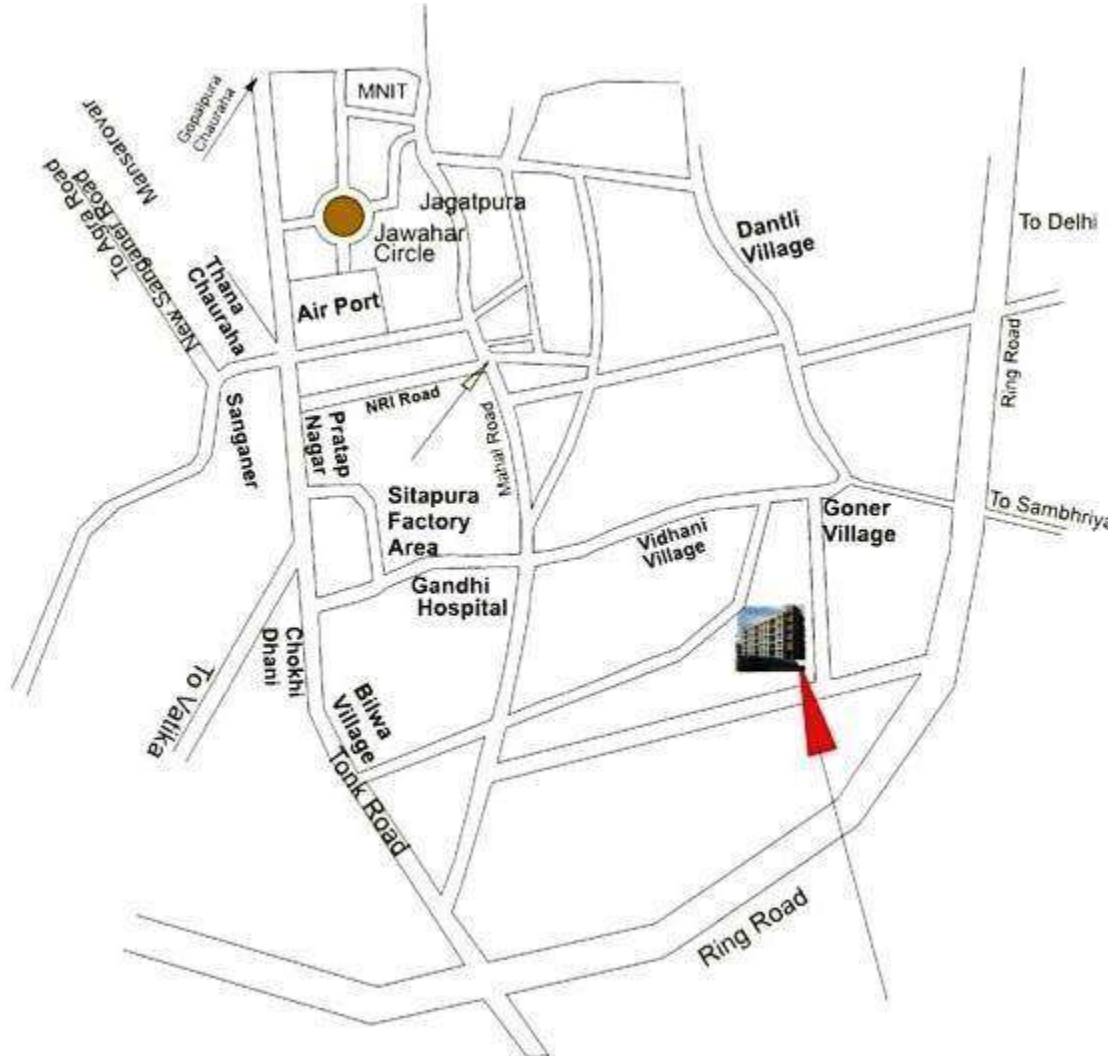 MNIT
Gopalpura
Chauraha
Mansarovar
To Agra Road
New Sanganer Road
Jagatpura
Jawahar
Circle
Dantli
Village
To Delhi
Thana
Chauraha
Air Port
Ring Road
NRI Road
Sanganer
Pratap
Nagar
Mahal Road
Sitapura
Factory
Area
Vidhani
Village
Goner
Village
To Sambhriya
Gandhi
Hospital
Chokhi
Dhani
To Vatika
Bilwa
Village
Tonk Road
Ring Road